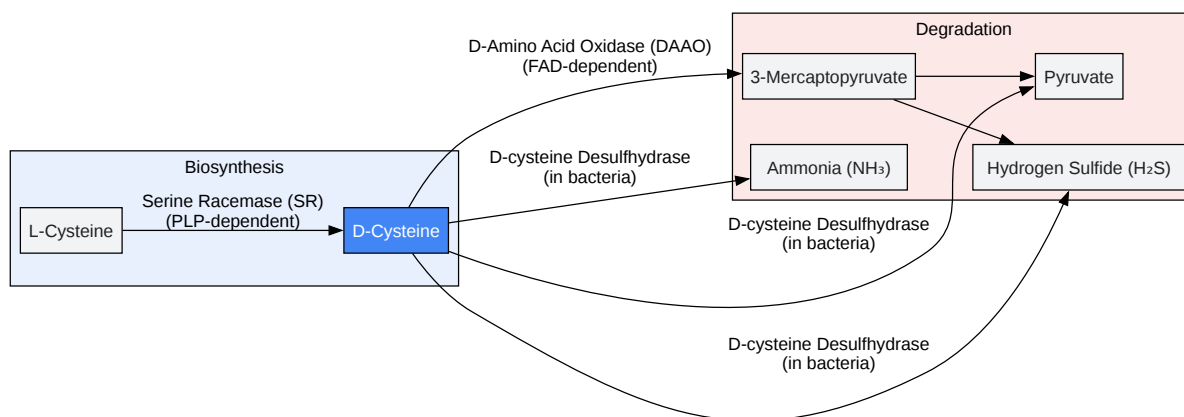 Degradation
D-Amino Acid Oxidase (DAAO)
(FAD-dependent)
3-Mercaptopyruvate
Pyruvate
Biosynthesis
D-cysteine Desulfhydrase
(in bacteria)
Ammonia (NH₃)
Hydrogen Sulfide (H₂S)
Serine Racemase (SR)
(PLP-dependent)
L-Cysteine
D-Cysteine
D-cysteine Desulfhydrase
(in bacteria)
D-cysteine Desulfhydrase
(in bacteria)